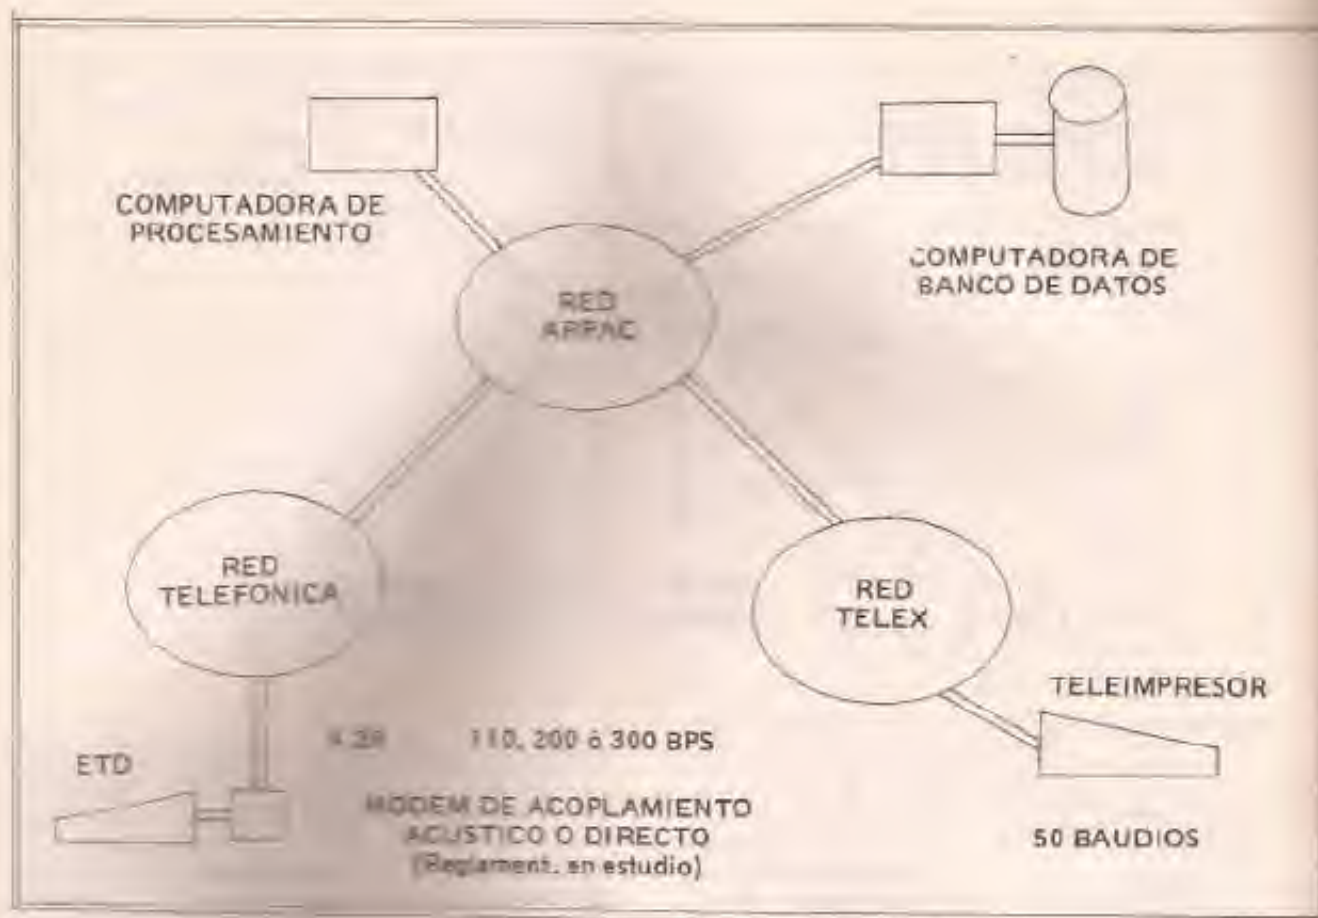 COMPUTADORA DE
PROCESAMIENTO
COMPUTADORA DE
BANCO DE DATOS
RED
ARPAC
RED
TELEFONICA
RED
TELEX
TELEIMPRESOR
50 BAUDIOS
ETD
110, 200 ó 300 BPS
MODEM DE ACOPLAMIENTO
ACUSTICO O DIRECTO
(Reglament. en estudio)